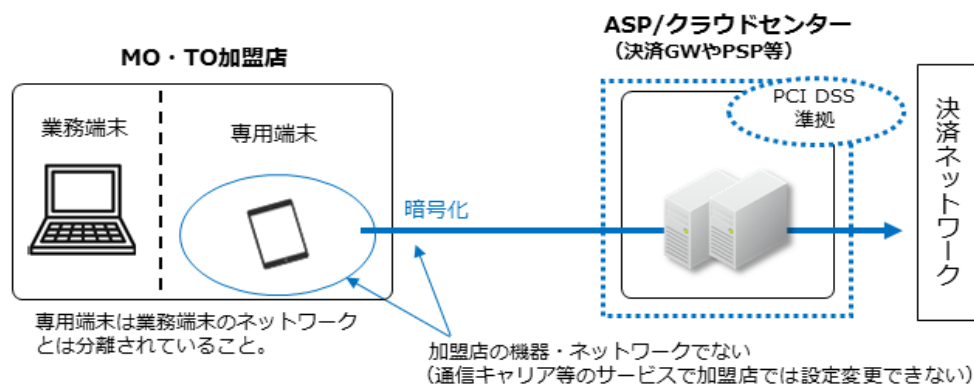 ASP/クラウドセンター
（決済GWやPSP等）
MO・TO加盟店
PCI DSS
準拠
業務端末
専用端末
暗号化
決済ネットワーク
専用端末は業務端末のネットワーク
とは分離されていること。
加盟店の機器・ネットワークでない
（通信キャリア等のサービスで加盟店では設定変更できない）